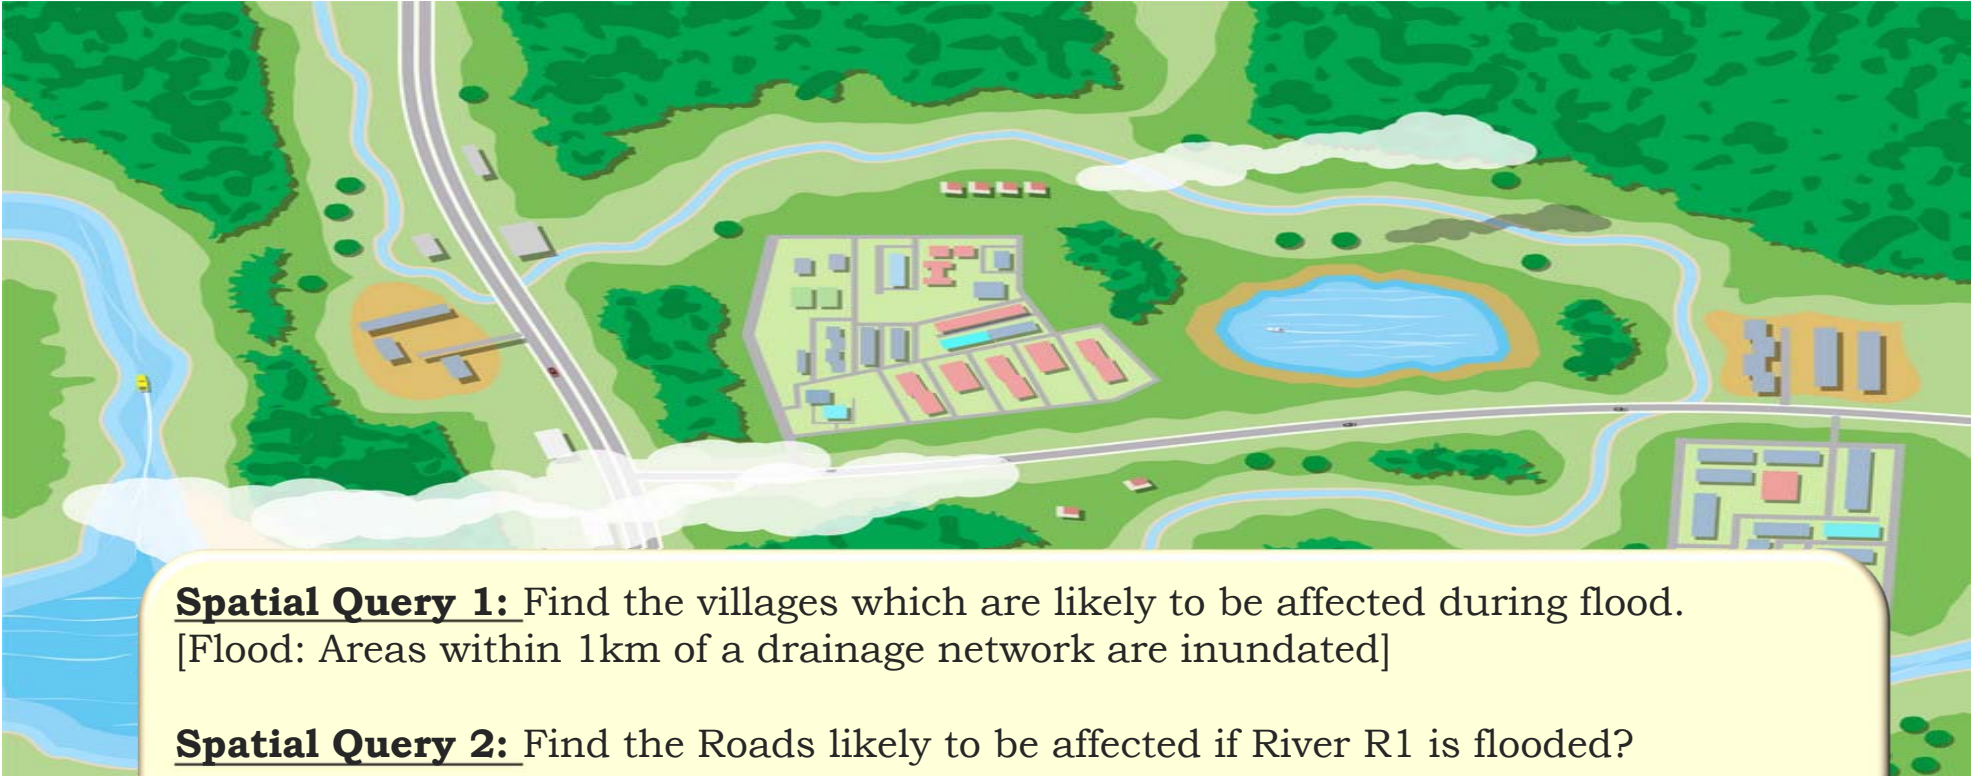 Spatial Query 1: Find the villages which are likely to be affected during flood.
[Flood: Areas within 1km of a drainage network are inundated]
Spatial Query 2: Find the Roads likely to be affected if River R1 is flooded?